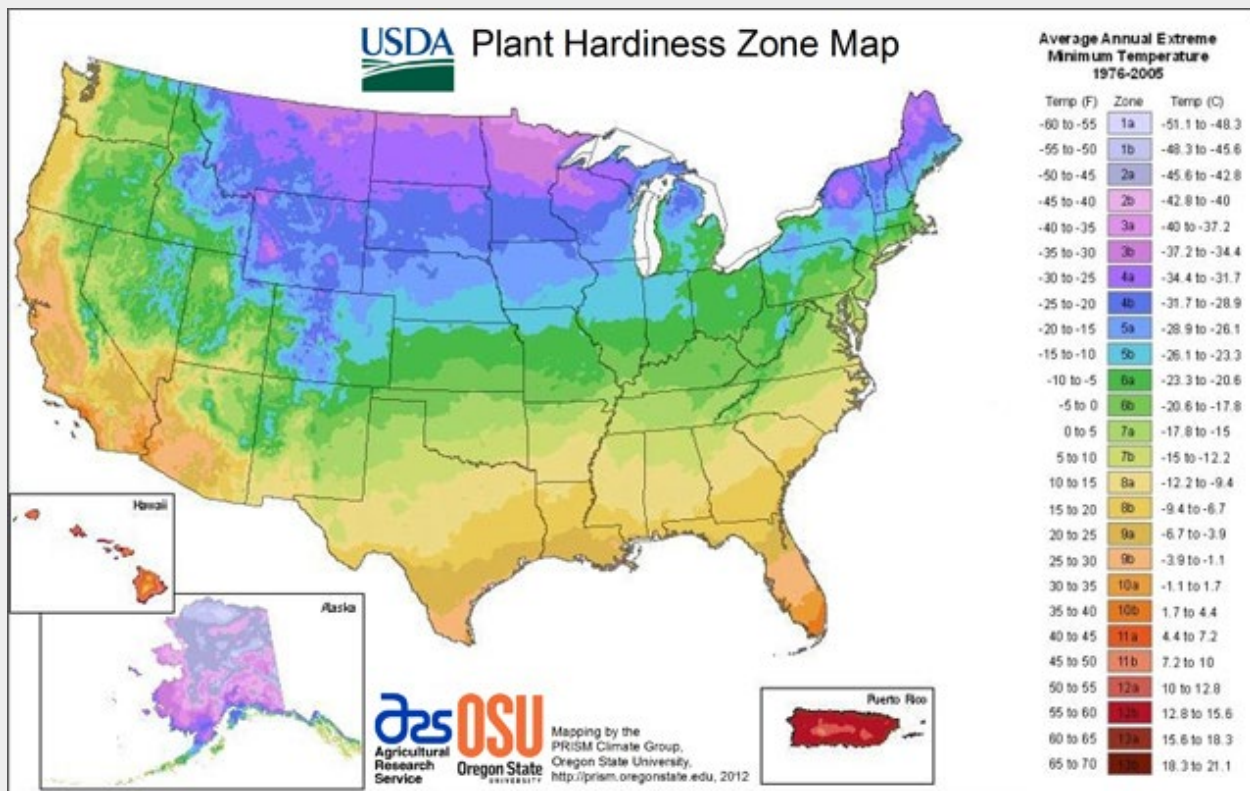 USDA Plant Hardiness Zone Map
Average Annual Extreme
Minimum Temperature
1976-2005
Temp (F) Zone Temp (C)
-60 to -55 1a -51.1 to -48.3
-55 to -50 1b -48.3 to -45.6
-50 to -45 2a -45.6 to -42.8
-45 to -40 2b -42.8 to -40
-40 to -35 3a -40 to -37.2
-35 to -30 3b -37.2 to -34.4
-30 to -25 4a -34.4 to -31.7
-25 to -20 4b -31.7 to -28.9
-20 to -15 5a -28.9 to -26.1
-15 to -10 5b -26.1 to -23.3
-10 to -5 6a -23.3 to -20.6
-5 to 0 6b -20.6 to -17.8
0 to 5 7a -17.8 to -15
5 to 10 7b -15 to -12.2
10 to 15 8a -12.2 to -9.4
15 to 20 8b -9.4 to -6.7
20 to 25 9a -6.7 to -3.9
25 to 30 9b -3.9 to -1.1
30 to 35 10a -1.1 to 1.7
35 to 40 10b 1.7 to 4.4
40 to 45 11a 4.4 to 7.2
45 to 50 11b 7.2 to 10
50 to 55 12a 10 to 12.8
55 to 60 12b 12.8 to 15.6
60 to 65 13a 15.6 to 18.3
65 to 70 13b 18.3 to 21.1
Hawaii
Alaska
ars
Agricultural
Research
Service
OSU
Oregon State
UNIVERSITY
Mapping by the
PRISM Climate Group,
Oregon State University,
http://prism.oregonstate.edu, 2012
Puerto Rico